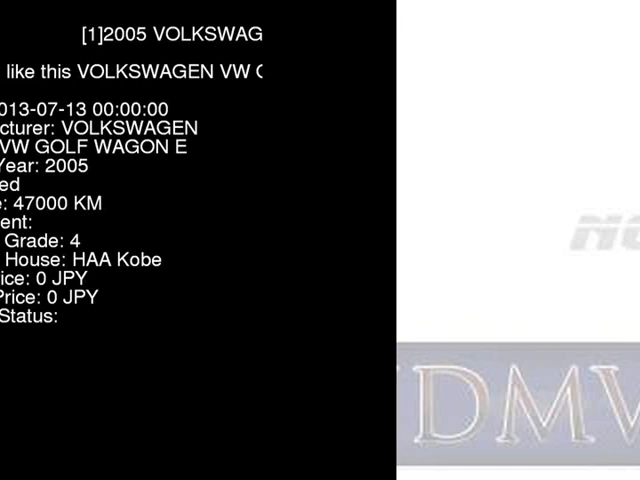 [1]2005 VOLKSWAG
like this VOLKSWAGEN VW
013-07-13 00:00:00
cturer: VOLKSWAGEN
VW GOLF WAGON E
Year: 2005
ed
e: 47000 KM
ent:
Grade: 4
House: HAA Kobe
ice: 0 JPY
Price: 0 JPY
Status:
DMV